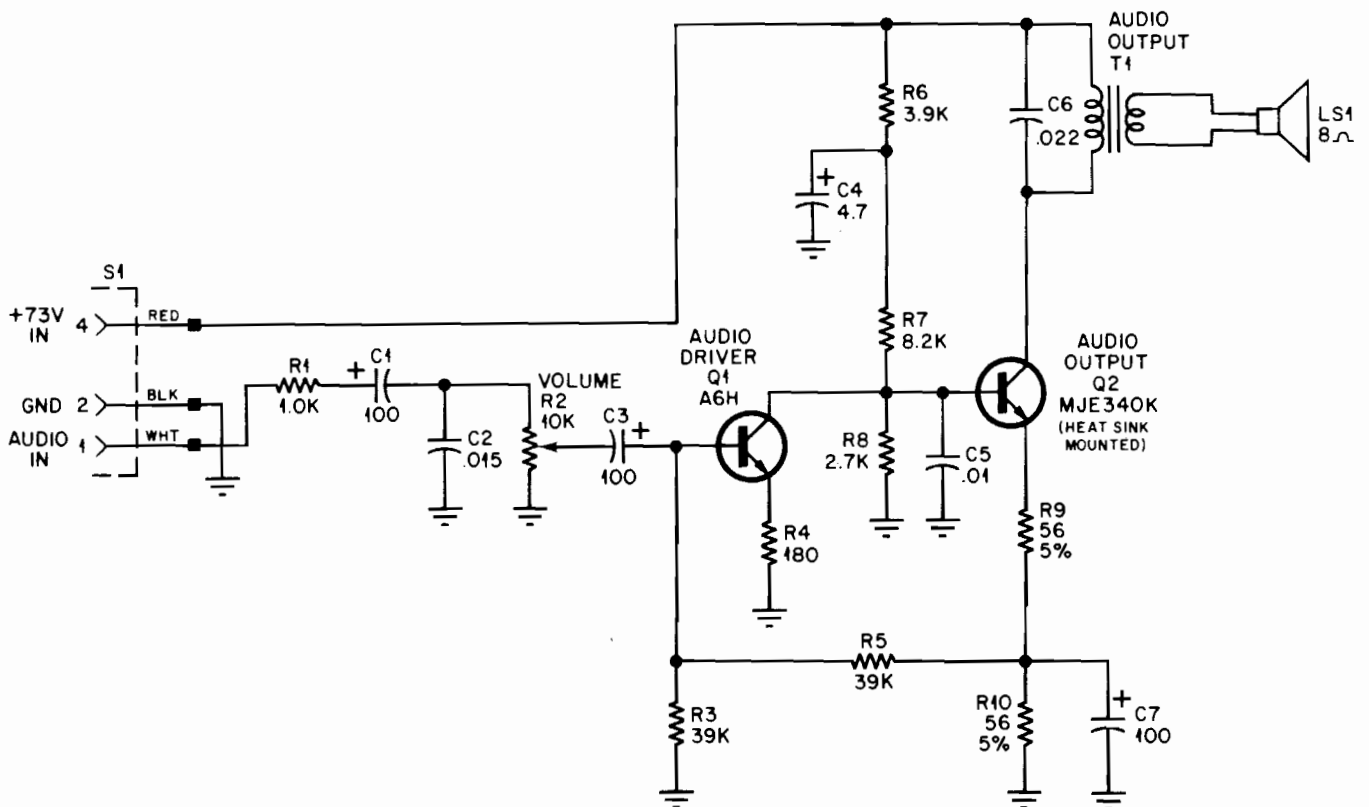 AUDIO
OUTPUT
T1
R6
3.9K
C6
.022
LS1
8Ω
+
C4
4.7
S1
+73V
IN
4
RED
R7
8.2K
AUDIO
DRIVER
Q1
A6H
AUDIO
OUTPUT
Q2
MJE340K
(HEAT SINK
MOUNTED)
R1
1.0K
+
C1
100
VOLUME
R2
10K
GND
2
BLK
AUDIO
IN
1
WHT
C3
+
100
C2
.015
R8
2.7K
C5
.01
R4
180
R9
56
5%
R5
39K
R3
39K
R10
56
5%
+
C7
100